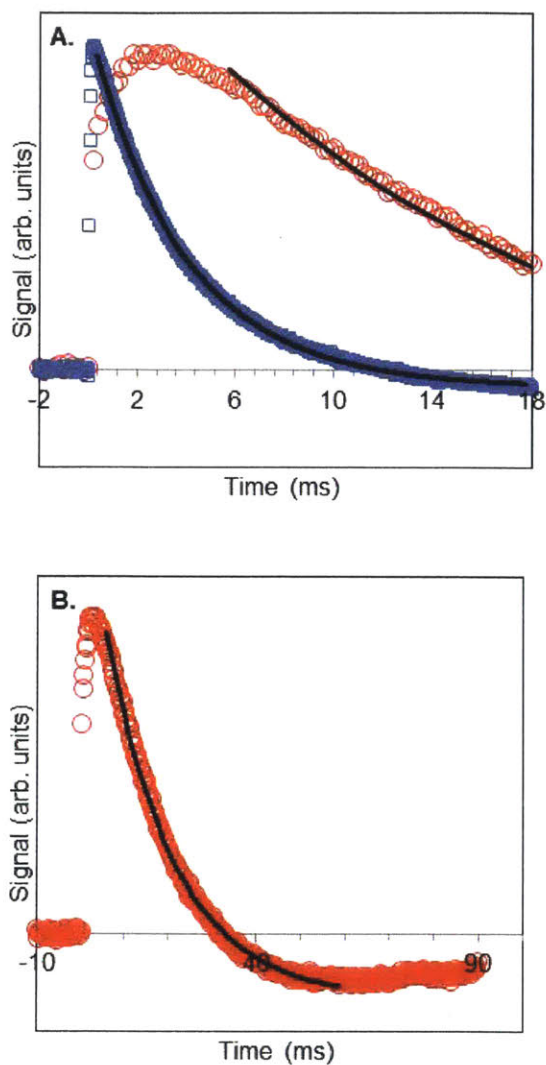 A.
Signal (arb. units)
-2 2 6 10 14 18
Time (ms)
B.
Signal (arb. units)
-10 40 90
Time (ms)